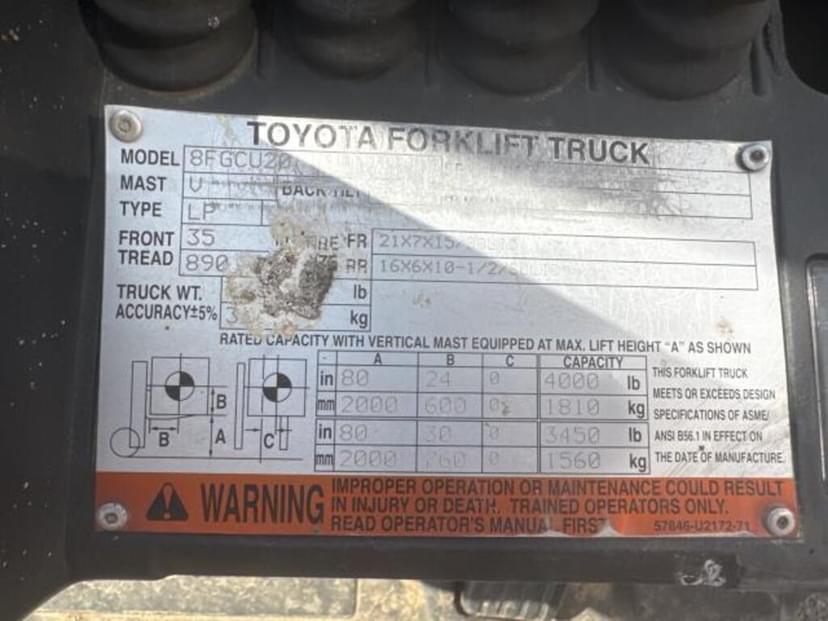 TOYOTA FORKLIFT TRUCK
MODEL 8FGCU20
MAST V BACK TILT
TYPE LP
FRONT TREAD 35 FR 21X7X15
890 RR 16X6X10-1/2
TRUCK WT. lb
ACCURACY±5% 3 kg
RATED CAPACITY WITH VERTICAL MAST EQUIPPED AT MAX. LIFT HEIGHT "A" AS SHOWN
A B C CAPACITY
in 80 24 0 4000 lb
mm 2000 600 0 1810 kg
in 80 30 0 3450 lb
mm 2000 760 0 1560 kg
B
B A C
THIS FORKLIFT TRUCK
MEETS OR EXCEEDS DESIGN
SPECIFICATIONS OF ASME/
ANSI B56.1 IN EFFECT ON
THE DATE OF MANUFACTURE.
WARNING
IMPROPER OPERATION OR MAINTENANCE COULD RESULT
IN INJURY OR DEATH. TRAINED OPERATORS ONLY.
READ OPERATOR'S MANUAL FIRST
57846-U2172-71